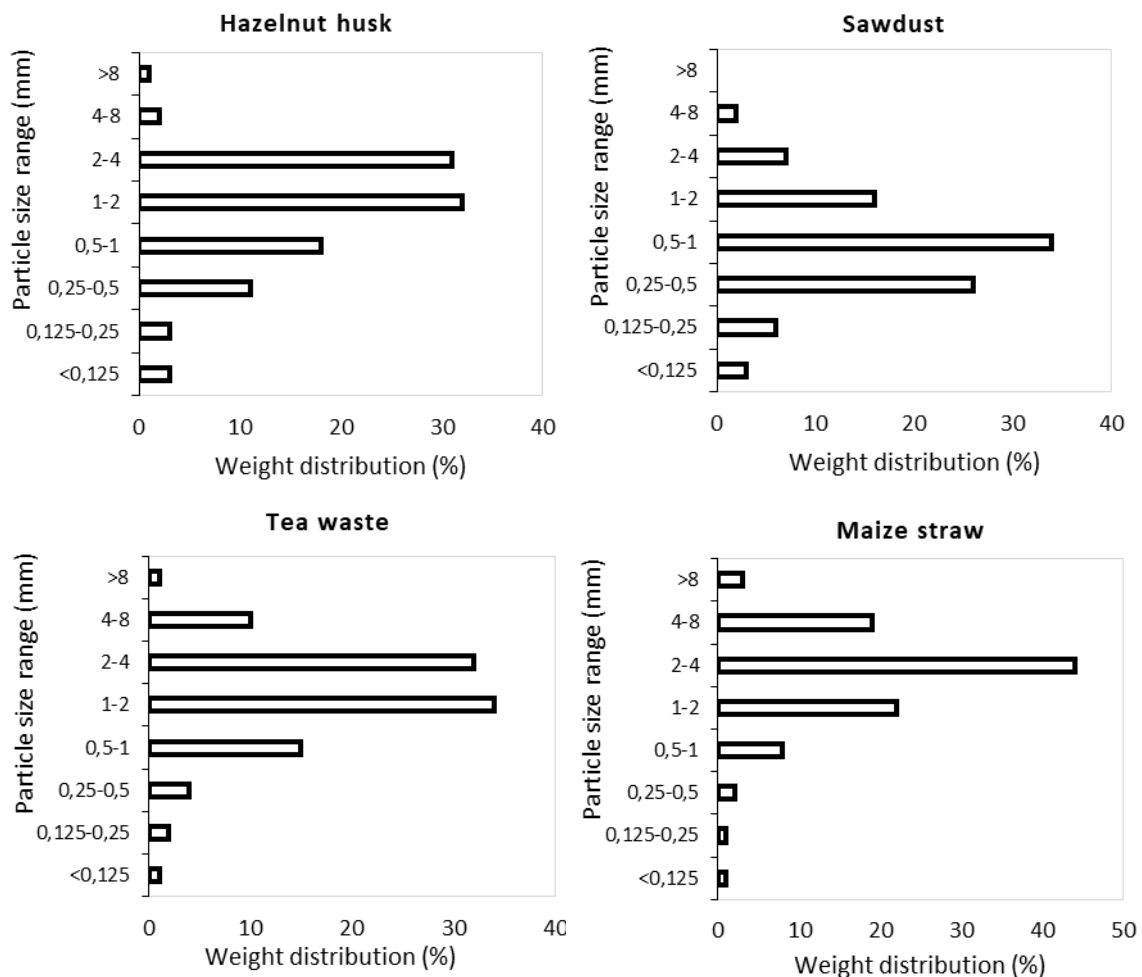 Hazelnut husk
Particle size range (mm)
>8
4-8
2-4
1-2
0,5-1
0,25-0,5
0,125-0,25
<0,125
0 10 20 30 40
Weight distribution (%)
Sawdust
Particle size range (mm)
>8
4-8
2-4
1-2
0,5-1
0,25-0,5
0,125-0,25
<0,125
0 10 20 30 40
Weight distribution (%)
Tea waste
Particle size range (mm)
>8
4-8
2-4
1-2
0,5-1
0,25-0,5
0,125-0,25
<0,125
0 10 20 30 40
Weight distribution (%)
Maize straw
Particle size range (mm)
>8
4-8
2-4
1-2
0,5-1
0,25-0,5
0,125-0,25
<0,125
0 10 20 30 40 50
Weight distribution (%)